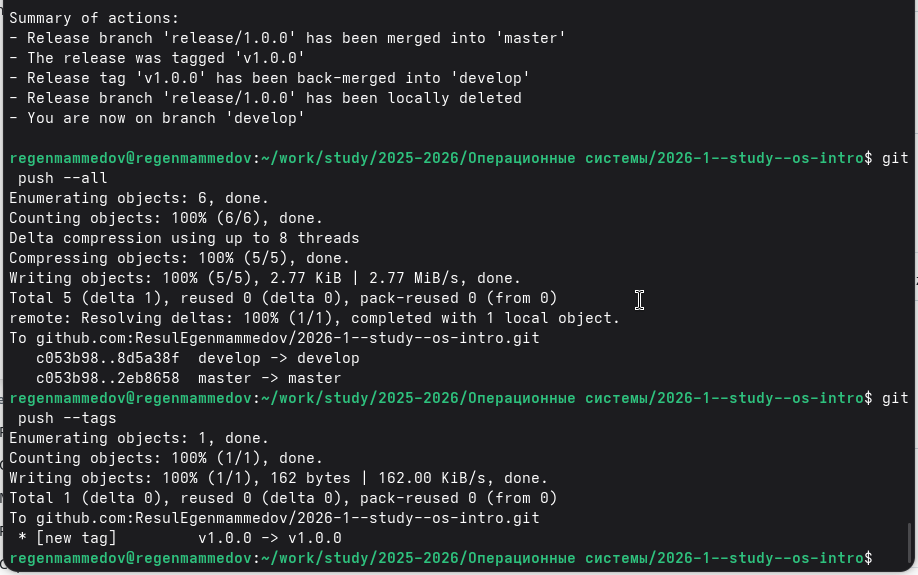 Summary of actions:
- Release branch 'release/1.0.0' has been merged into 'master'
- The release was tagged 'v1.0.0'
- Release tag 'v1.0.0' has been back-merged into 'develop'
- Release branch 'release/1.0.0' has been locally deleted
- You are now on branch 'develop'
regenmammedov@regenmammedov:~/work/study/2025-2026/Операционные системы/2026-1--study--os-intro$ git
push --all
Enumerating objects: 6, done.
Counting objects: 100% (6/6), done.
Delta compression using up to 8 threads
Compressing objects: 100% (5/5), done.
Writing objects: 100% (5/5), 2.77 KiB | 2.77 MiB/s, done.
Total 5 (delta 1), reused 0 (delta 0), pack-reused 0 (from 0)
remote: Resolving deltas: 100% (1/1), completed with 1 local object.
To github.com:ResulEgenmammedov/2026-1--study--os-intro.git
c053b98..8d5a38f  develop -> develop
c053b98..2eb8658  master -> master
regenmammedov@regenmammedov:~/work/study/2025-2026/Операционные системы/2026-1--study--os-intro$ git
push --tags
Enumerating objects: 1, done.
Counting objects: 100% (1/1), done.
Writing objects: 100% (1/1), 162 bytes | 162.00 KiB/s, done.
Total 1 (delta 0), reused 0 (delta 0), pack-reused 0 (from 0)
To github.com:ResulEgenmammedov/2026-1--study--os-intro.git
* [new tag]         v1.0.0 -> v1.0.0
regenmammedov@regenmammedov:~/work/study/2025-2026/Операционные системы/2026-1--study--os-intro$